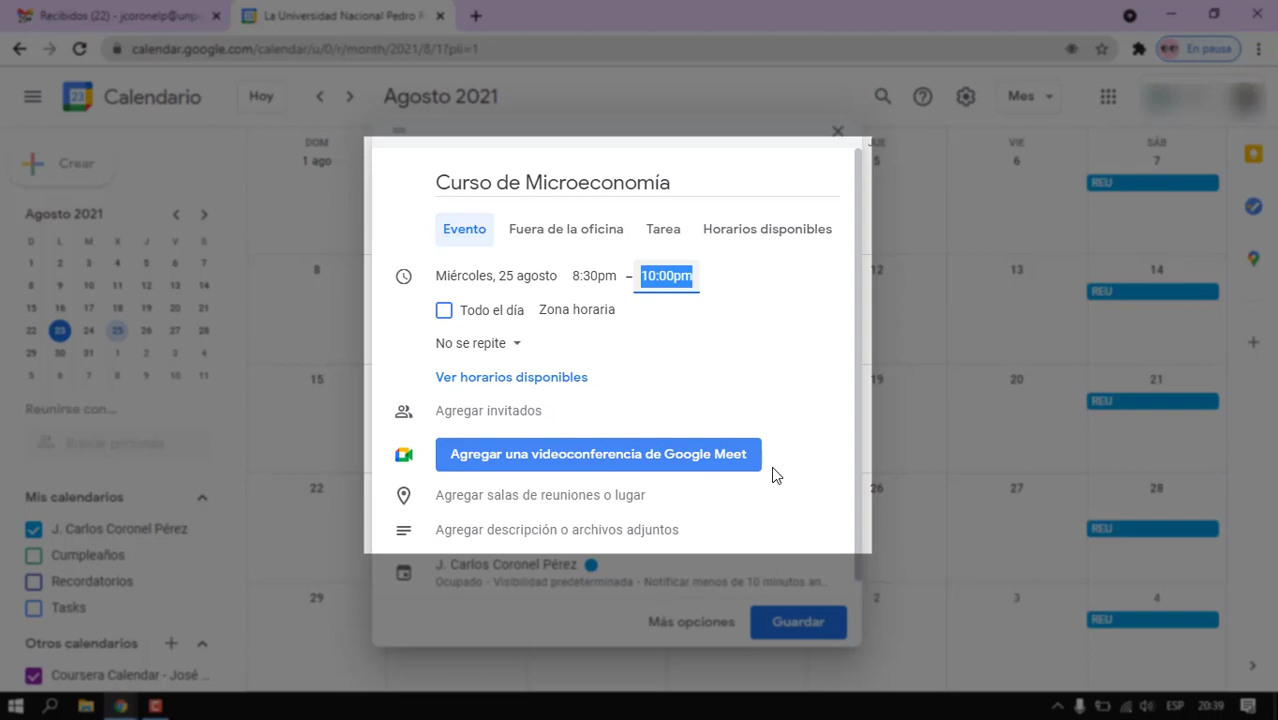 Recibidos (22) - jcoronelp@unp
La Universidad Nacional Pedro R
calendar.google.com/calendar/u/0/r/month/2021/8/1?pli=1
En pausa
23
Calendario
Hoy
Agosto 2021
Mes
Crear
DOM
JUE
VIE
SÁB
1 ago
5
6
7
REU
Agosto 2021
D L M X J V S
1 2 3 4 5 6 7
8 9 10 11 12 13 14
15 16 17 18 19 20 21
22 23 24 25 26 27 28
29 30 31 1 2 3 4
5 6 7 8 9 10 11
Reunirse con...
Buscar personas
Mis calendarios
J. Carlos Coronel Pérez
Cumpleaños
Recordatorios
Tasks
Otros calendarios
Coursera Calendar - José ...
Curso de Microeconomía
Evento
Fuera de la oficina
Tarea
Horarios disponibles
Miércoles, 25 agosto 8:30pm – 10:00pm
Todo el día
Zona horaria
No se repite
Ver horarios disponibles
Agregar invitados
Agregar una videoconferencia de Google Meet
Agregar salas de reuniones o lugar
Agregar descripción o archivos adjuntos
J. Carlos Coronel Pérez
Ocupado · Visibilidad predeterminada · Notificar menos de 10 minutos an...
Más opciones
Guardar
8
12
13
14
REU
15
19
20
21
REU
22
26
27
28
REU
29
2
3
4
REU
ESP
20:39